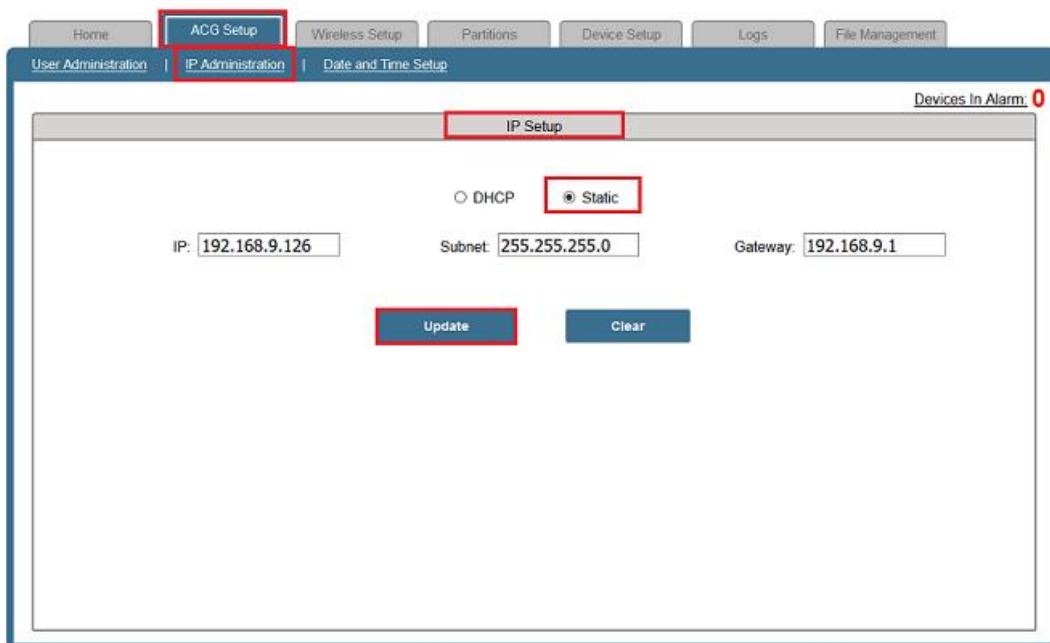 Home ACG Setup Wireless Setup Partitions Device Setup Logs File Management
User Administration | IP Administration | Date and Time Setup
Devices In Alarm: 0
IP Setup
DHCP Static
IP: 192.168.9.126 Subnet: 255.255.255.0 Gateway: 192.168.9.1
Update Clear